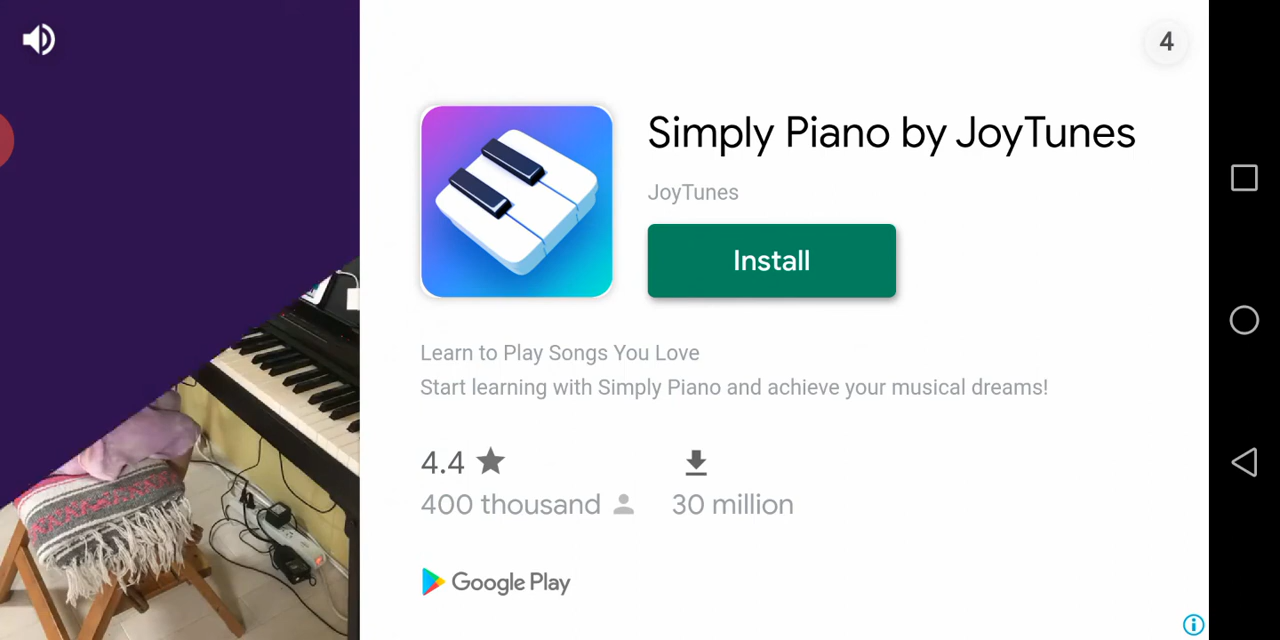 4
Simply Piano by JoyTunes
JoyTunes
Install
Learn to Play Songs You Love
Start learning with Simply Piano and achieve your musical dreams!
4.4
400 thousand
30 million
Google Play